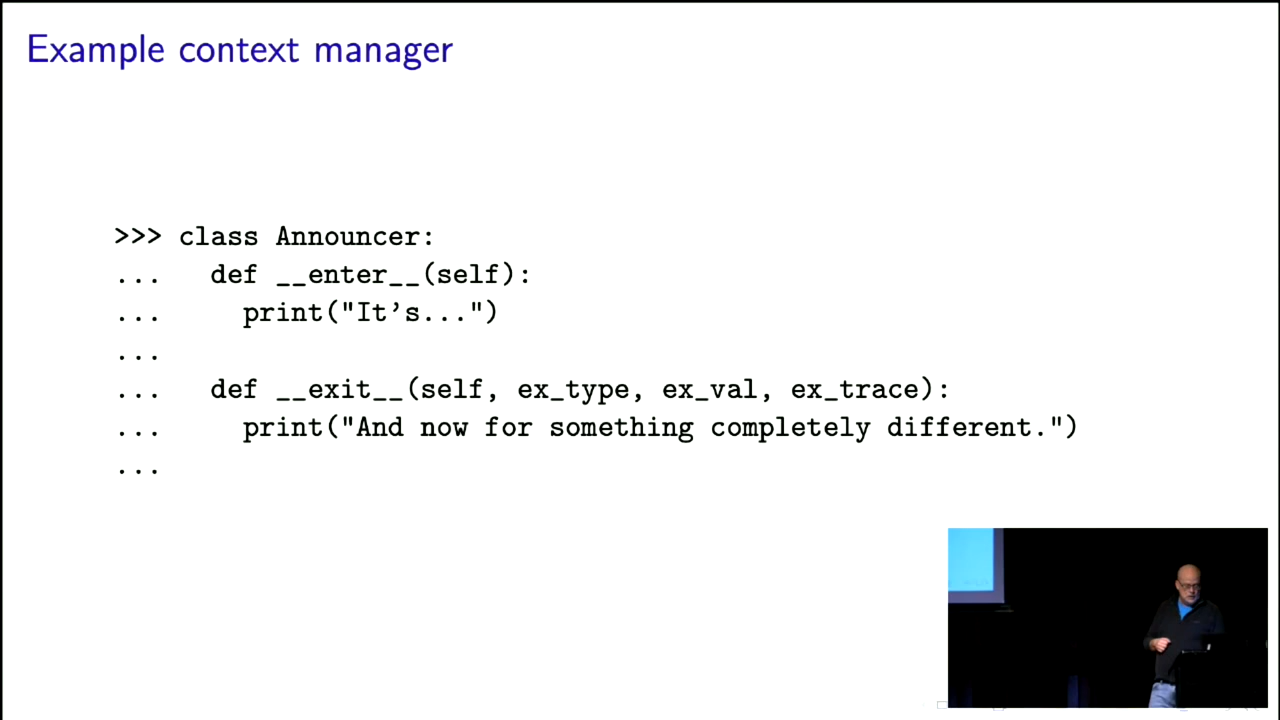 Example context manager
>>> class Announcer:
...   def __enter__(self):
...     print("It’s...")
...
...   def __exit__(self, ex_type, ex_val, ex_trace):
...     print("And now for something completely different.")
...